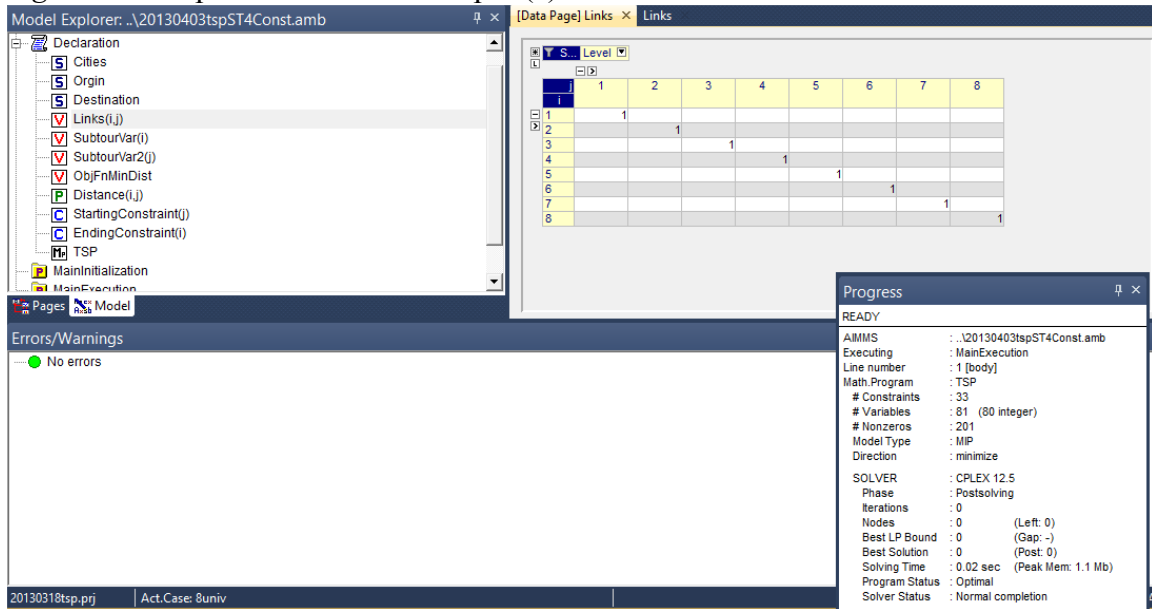 Model Explorer: ..\20130403tspST4Const.amb
Declaration
S Cities
S Orgin
S Destination
V Links(i,j)
V SubtourVar(i)
V SubtourVar2(j)
V ObjFnMinDist
P Distance(i,j)
C StartingConstraint(j)
C EndingConstraint(i)
TSP
P MainInitialization
P MainExecution
Pages Model
[Data Page] Links Links
S... Level
j 1 2 3 4 5 6 7 8
i
1 1
2 1
3 1
4 1
5 1
6 1
7 1
8 1
Errors/Warnings
No errors
Progress
READY
AIMMS : ..\20130403tspST4Const.amb
Executing : MainExecution
Line number : 1 [body]
Math.Program : TSP
# Constraints : 33
# Variables : 81 (80 integer)
# Nonzeros : 201
Model Type : MIP
Direction : minimize
SOLVER : CPLEX 12.5
Phase : Postsolving
Iterations : 0
Nodes : 0 (Left: 0)
Best LP Bound : 0 (Gap: -)
Best Solution : 0 (Post: 0)
Solving Time : 0.02 sec (Peak Mem: 1.1 Mb)
Program Status : Optimal
Solver Status : Normal completion
20130318tsp.prj Act.Case: 8univ